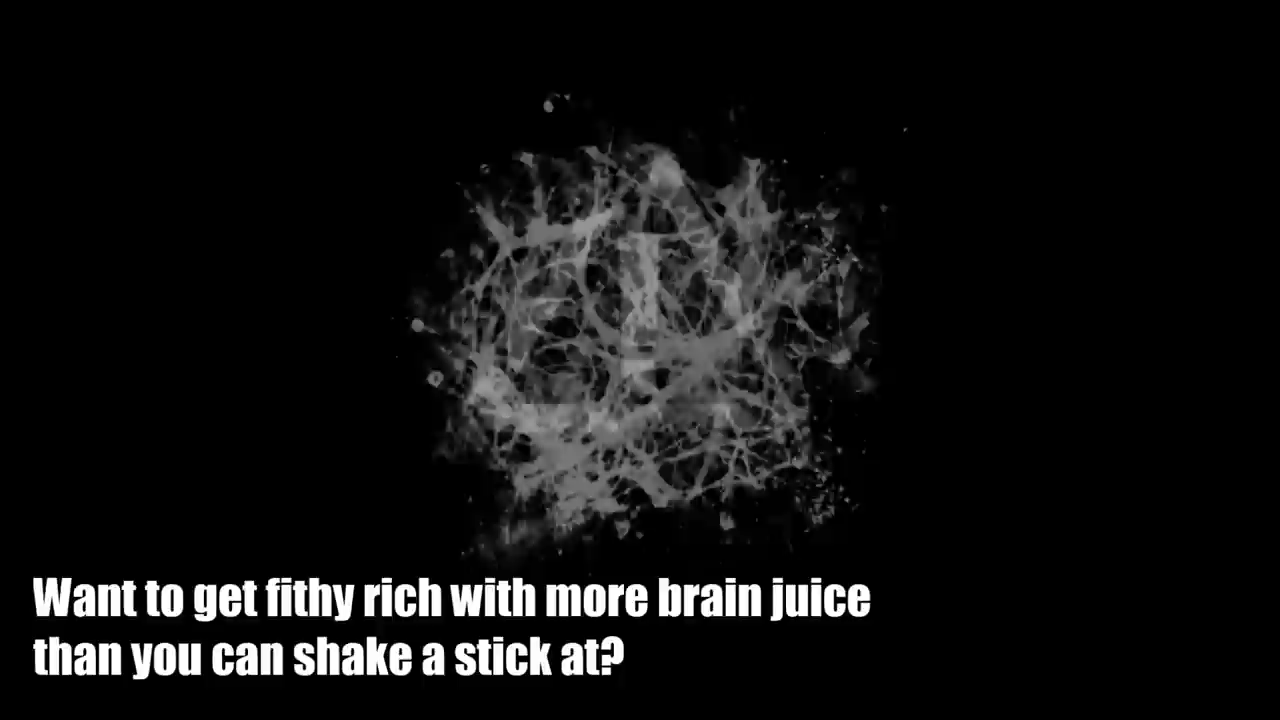 Want to get fithy rich with more brain juice
than you can shake a stick at?